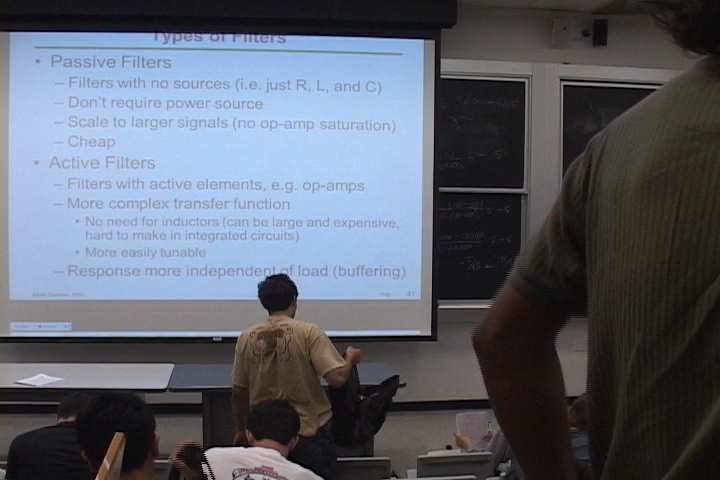 Types of Filters
• Passive Filters
– Filters with no sources (i.e. just R, L, and C)
– Don't require power source
– Scale to larger signals (no op-amp saturation)
– Cheap
• Active Filters
– Filters with active elements, e.g. op-amps
– More complex transfer function
• No need for inductors (can be large and expensive,
hard to make in integrated circuits)
• More easily tunable
– Response more independent of load (buffering)